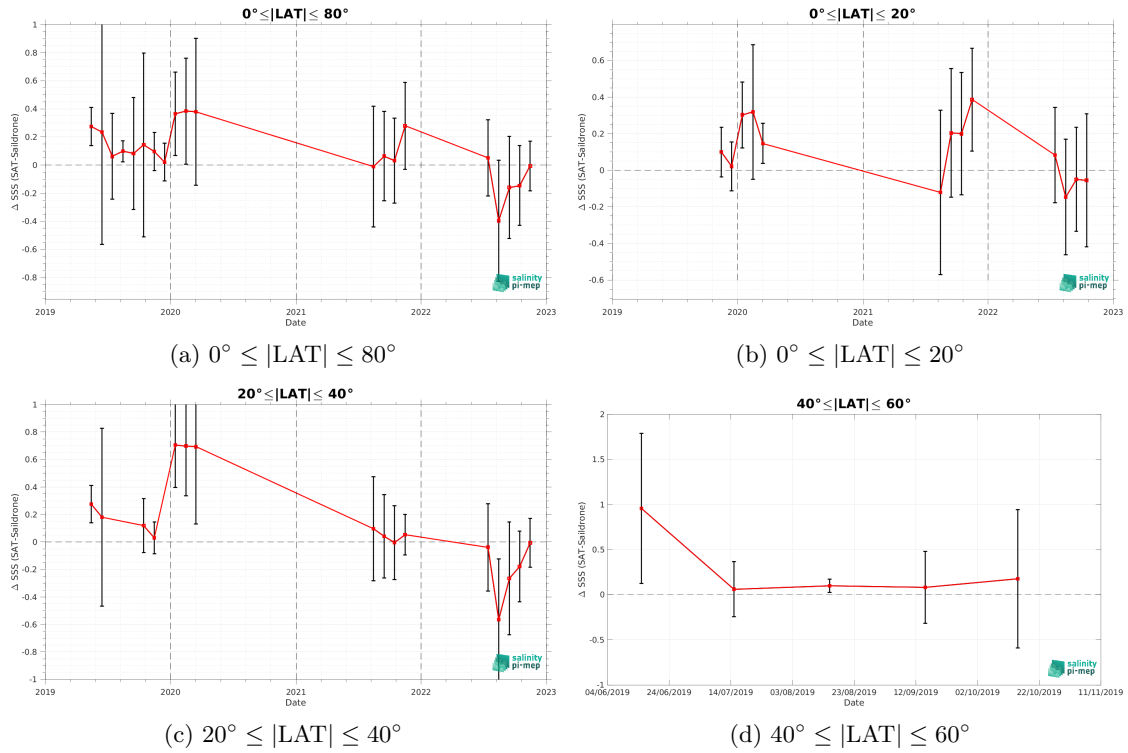 0°≤|LAT|≤ 80°
1
0.8
0.6
0.4
0.2
0
-0.2
-0.4
-0.6
-0.8
Δ SSS (SAT-Saildrone)
2019
2020
2021
2022
2023
Date
salinity
pi-mep
(a) 0° ≤ |LAT| ≤ 80°
0°≤|LAT|≤ 20°
0.8
0.6
0.4
0.2
0
-0.2
-0.4
-0.6
Δ SSS (SAT-Saildrone)
2019
2020
2021
2022
2023
Date
salinity
pi-mep
(b) 0° ≤ |LAT| ≤ 20°
20°≤|LAT|≤ 40°
1
0.8
0.6
0.4
0.2
0
-0.2
-0.4
-0.6
-0.8
-1
Δ SSS (SAT-Saildrone)
2019
2020
2021
2022
2023
Date
salinity
pi-mep
(c) 20° ≤ |LAT| ≤ 40°
40°≤|LAT|≤ 60°
2
1.5
1
0.5
0
-0.5
-1
Δ SSS (SAT-Saildrone)
04/06/2019
24/06/2019
14/07/2019
03/08/2019
23/08/2019
12/09/2019
02/10/2019
22/10/2019
11/11/2019
Date
salinity
pi-mep
(d) 40° ≤ |LAT| ≤ 60°